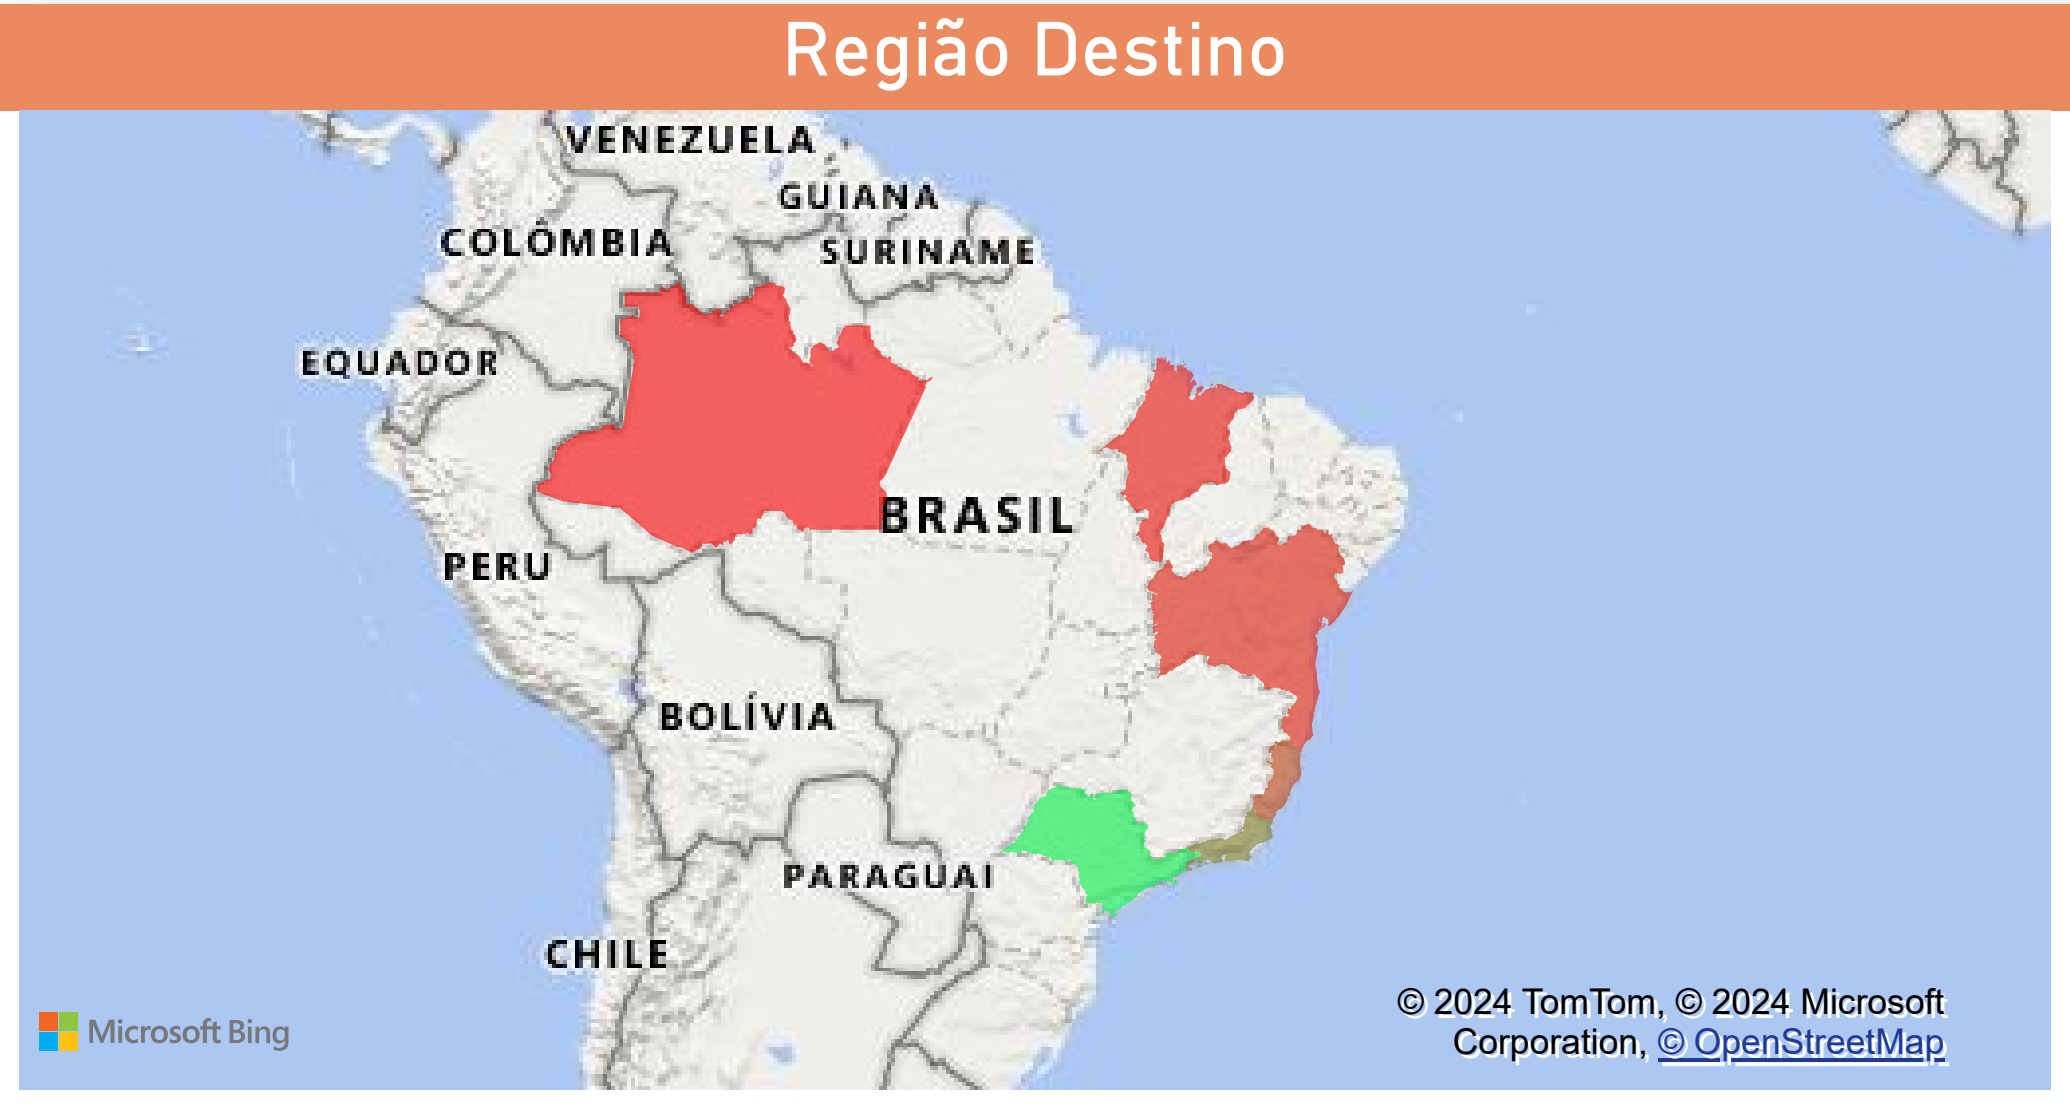 Região Destino
VENEZUELA
GUIANA
COLÔMBIA
SURINAME
EQUADOR
BRASIL
PERU
BOLÍVIA
PARAGUAI
CHILE
© 2024 TomTom, © 2024 Microsoft
Corporation, © OpenStreetMap
Microsoft Bing